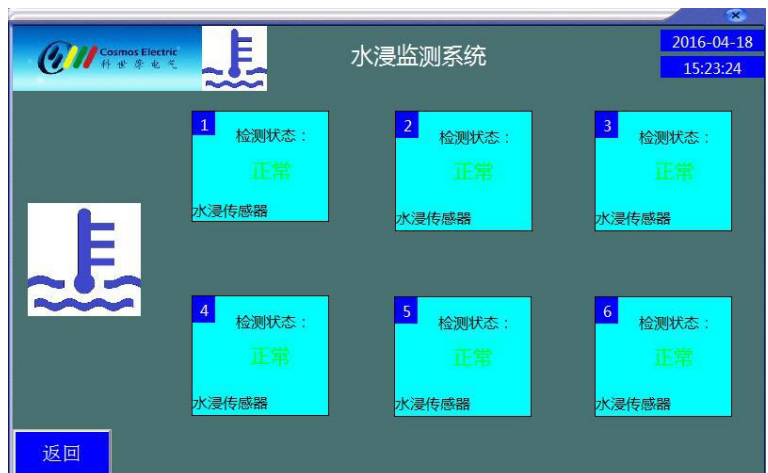 Cosmos Electric
科世摩电气
水浸监测系统
2016-04-18
15:23:24
1
检测状态：
正常
水浸传感器
2
检测状态：
正常
水浸传感器
3
检测状态：
正常
水浸传感器
4
检测状态：
正常
水浸传感器
5
检测状态：
正常
水浸传感器
6
检测状态：
正常
水浸传感器
返回